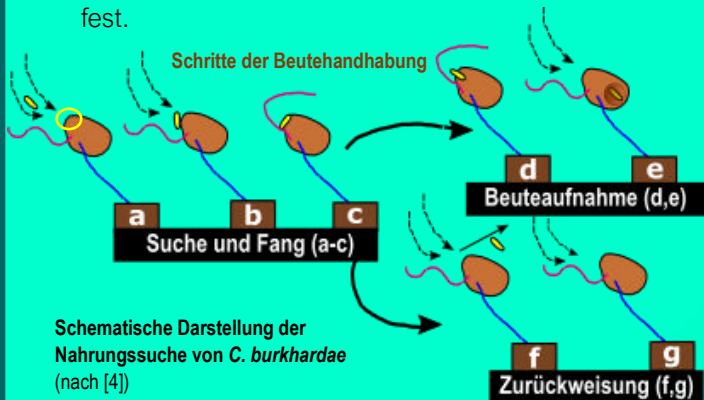 fest.
Schritte der Beutehandhabung
a
b
c
Suche und Fang (a-c)
d
e
Beuteaufnahme (d,e)
f
g
Zurückweisung (f,g)
Schematische Darstellung der
Nahrungssuche von C. burkhardae
(nach [4])